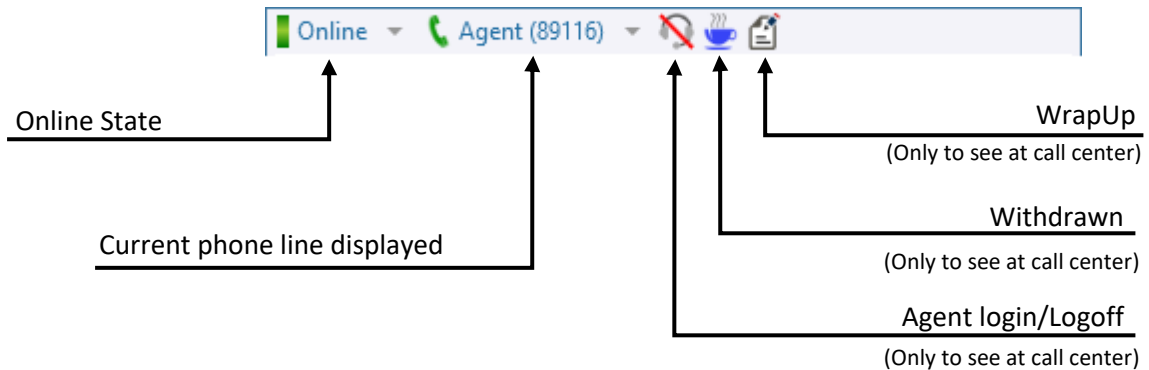 Online Agent (89116)
Online State
WrapUp
(Only to see at call center)
Withdrawn
Current phone line displayed
(Only to see at call center)
Agent login/Logoff
(Only to see at call center)